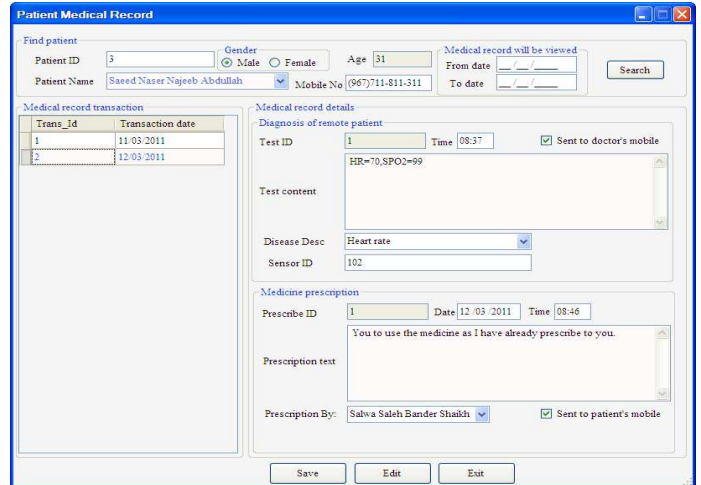 Patient Medical Record
Find patient
Patient ID 3 Gender Male Female Age 31 Medical record will be viewed From date __/__/____ Search
Patient Name Saeed Naser Najeeb Abdullah Mobile No (967)711-811-311 To date __/__/____
Medical record transaction
Trans_Id Transaction date
1 11/03/2011
2 12/03/2011
Medical record details
Diagnosis of remote patient
Test ID 1 Time 08:37 Sent to doctor's mobile
Test content HR=70,SPO2=99
Disease Desc Heart rate
Sensor ID 102
Medicine prescription
Prescribe ID 1 Date 12/03/2011 Time 08:46
Prescription text You to use the medicine as I have already prescribe to you.
Prescription By: Salwa Saleh Bander Shaikh Sent to patient's mobile
Save Edit Exit